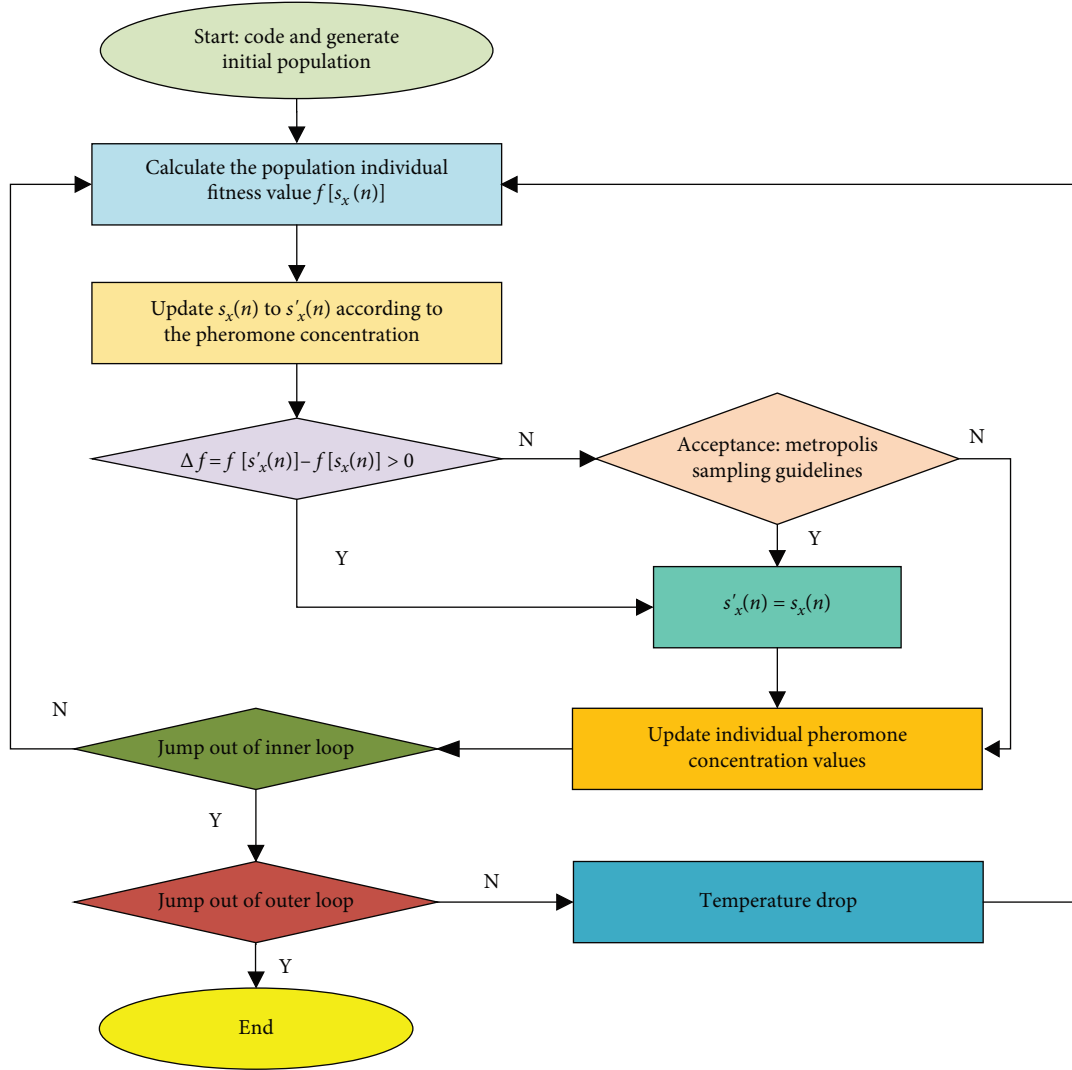 Start: code and generate
initial population
Calculate the population individual
fitness value f [sₓ (n)]
Update sₓ(n) to s′ₓ(n) according to
the pheromone concentration
Δ f = f [s′ₓ(n)] – f [sₓ(n)] > 0
N
Acceptance: metropolis
sampling guidelines
N
Y
Y
s′ₓ(n) = sₓ(n)
N
Jump out of inner loop
Update individual pheromone
concentration values
Y
Jump out of outer loop
N
Temperature drop
Y
End